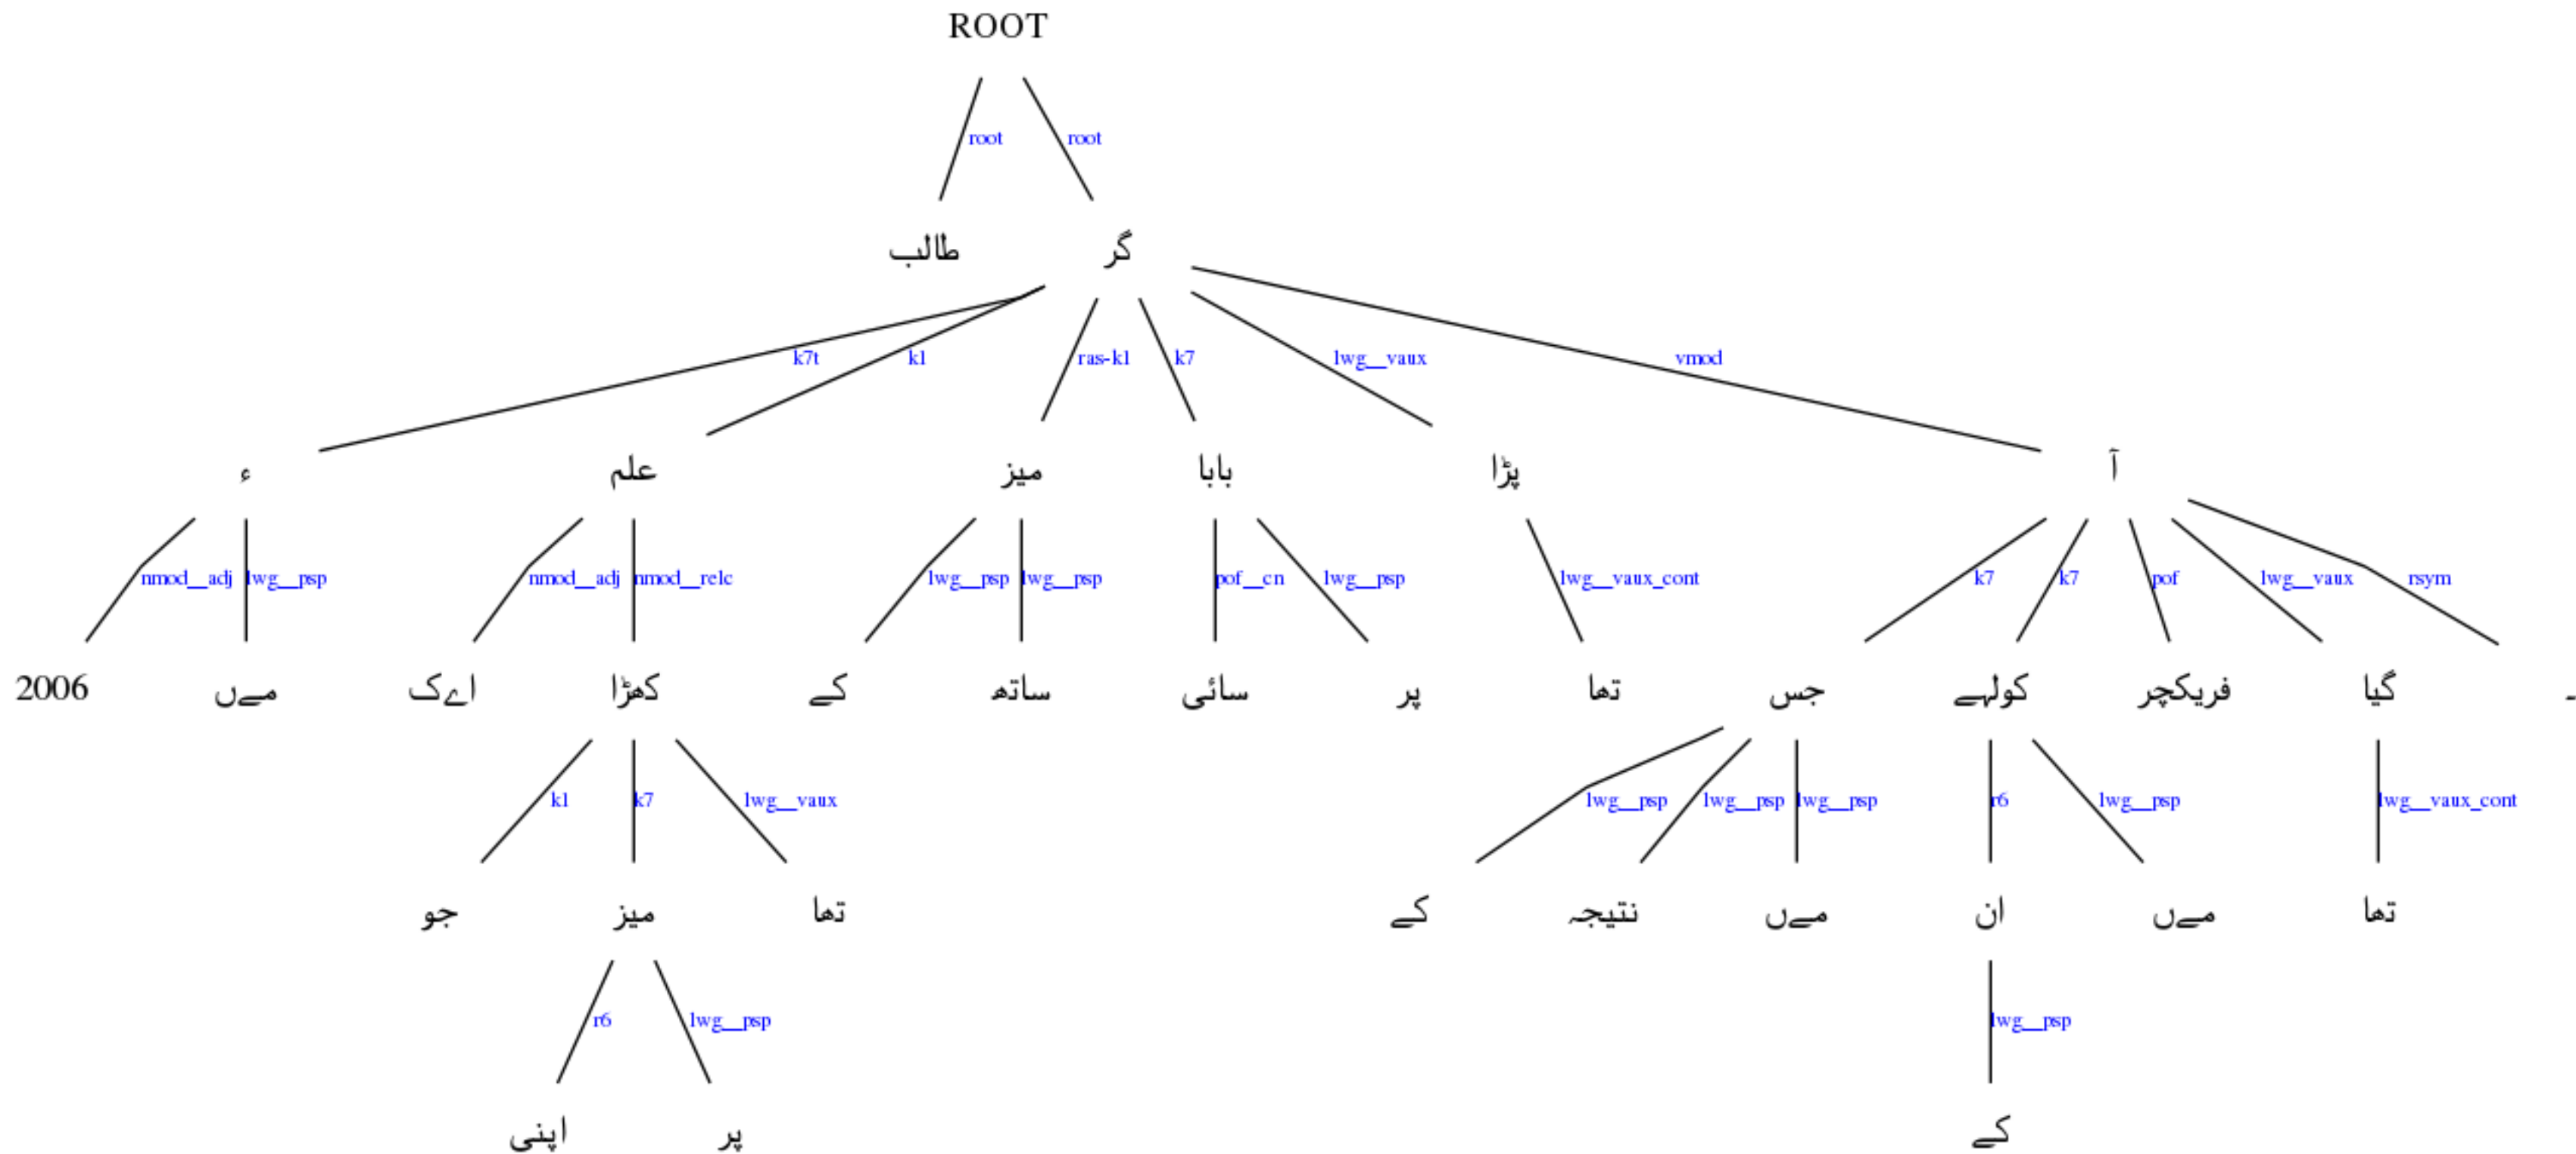 ROOT
root root
طالب گر
k7t k1 ras-k1 k7 lwg__vaux vmod
ء علم میز بابا پڑا آ
nmod__adj lwg__psp nmod__adj nmod__relc lwg__psp lwg__psp pof__cn lwg__psp lwg__vaux_cont k7 k7 pof lwg__vaux rsym
2006 مےں اےک کھڑا کے ساتھ سائی پر تھا جس کولہے فریکچر گیا ۔
k1 k7 lwg__vaux lwg__psp lwg__psp lwg__psp r6 lwg__psp lwg__vaux_cont
جو میز تھا کے نتیجہ مےں ان مےں تھا
r6 lwg__psp lwg__psp
اپنی پر کے